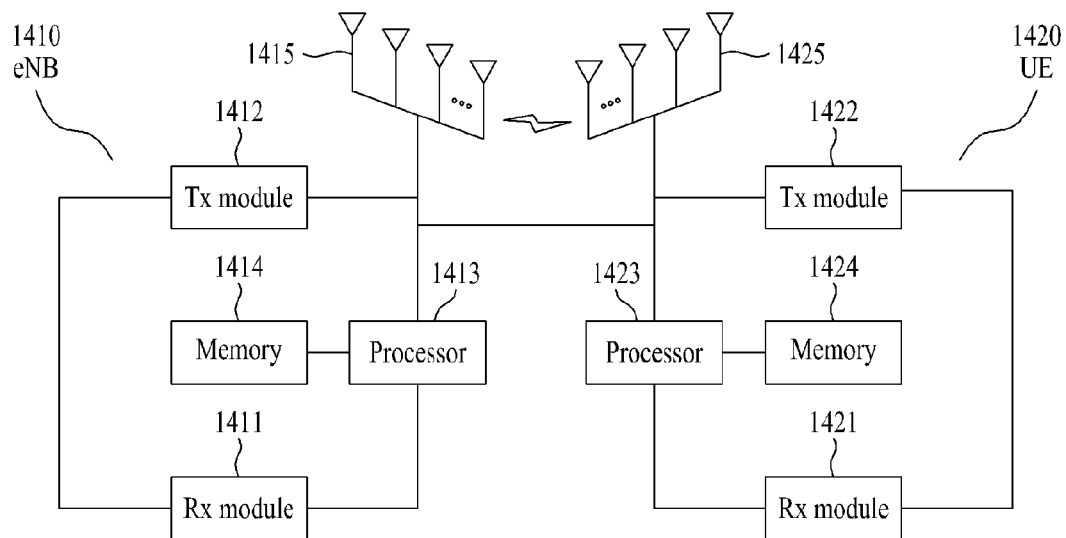 1410
eNB
1415
1425
1420
UE
1412
Tx module
1422
Tx module
1414
Memory
1413
Processor
1423
Processor
1424
Memory
1411
Rx module
1421
Rx module